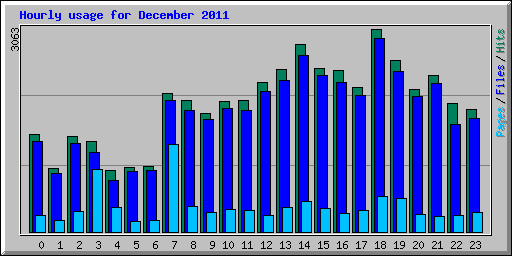 Hourly usage for December 2011
3063
Pages/Files/Hits
0 1 2 3 4 5 6 7 8 9 10 11 12 13 14 15 16 17 18 19 20 21 22 23